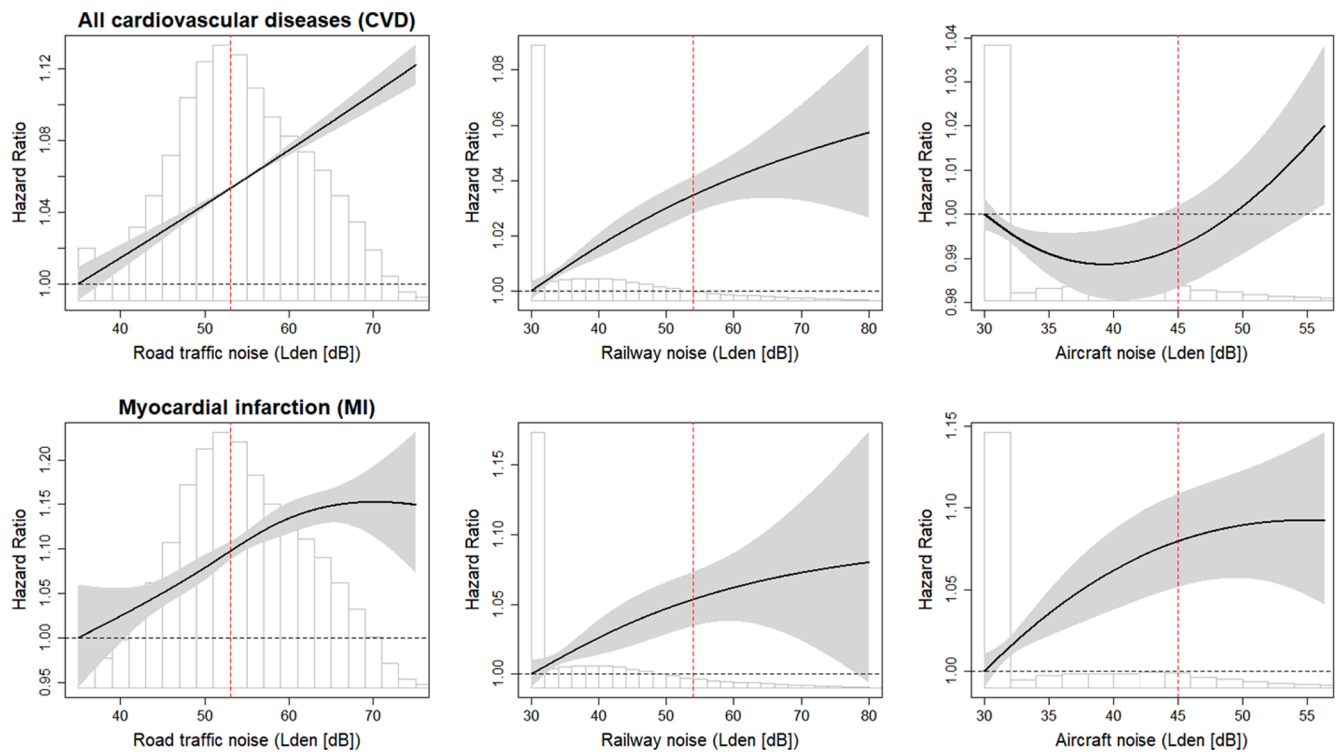 All cardiovascular diseases (CVD)
Hazard Ratio
1.00 1.04 1.08 1.12
40 50 60 70
Road traffic noise (Lden [dB])
Hazard Ratio
1.00 1.02 1.04 1.06 1.08
30 40 50 60 70 80
Railway noise (Lden [dB])
Hazard Ratio
0.98 0.99 1.00 1.01 1.02 1.03 1.04
30 35 40 45 50 55
Aircraft noise (Lden [dB])
Myocardial infarction (MI)
Hazard Ratio
0.95 1.00 1.05 1.10 1.15 1.20
40 50 60 70
Road traffic noise (Lden [dB])
Hazard Ratio
1.00 1.05 1.10 1.15
30 40 50 60 70 80
Railway noise (Lden [dB])
Hazard Ratio
1.00 1.05 1.10 1.15
30 35 40 45 50 55
Aircraft noise (Lden [dB])